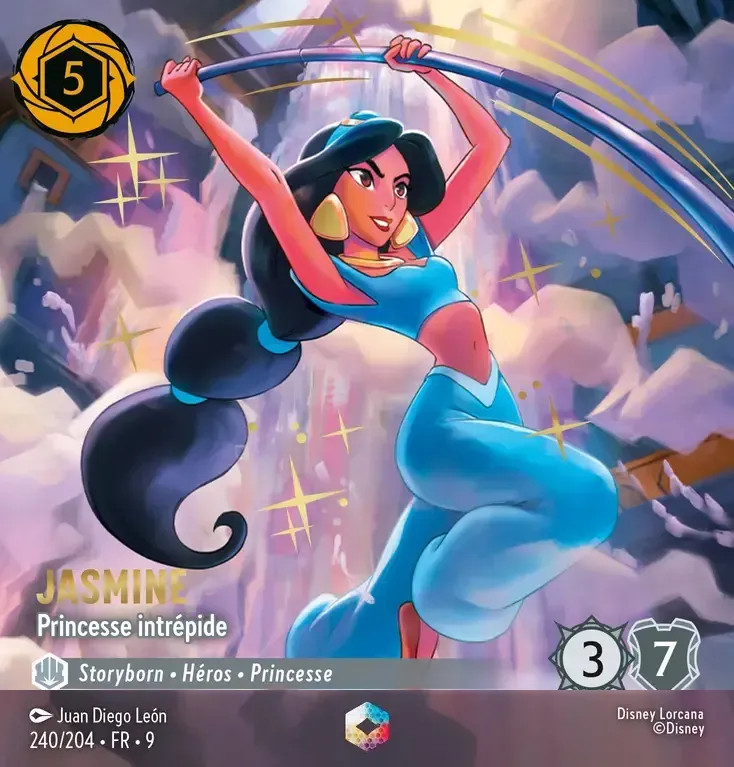 5
JASMINE
Princesse intrépide
3
7
Storyborn • Héros • Princesse
Juan Diego León
Disney Lorcana
240/204 • FR • 9
©Disney